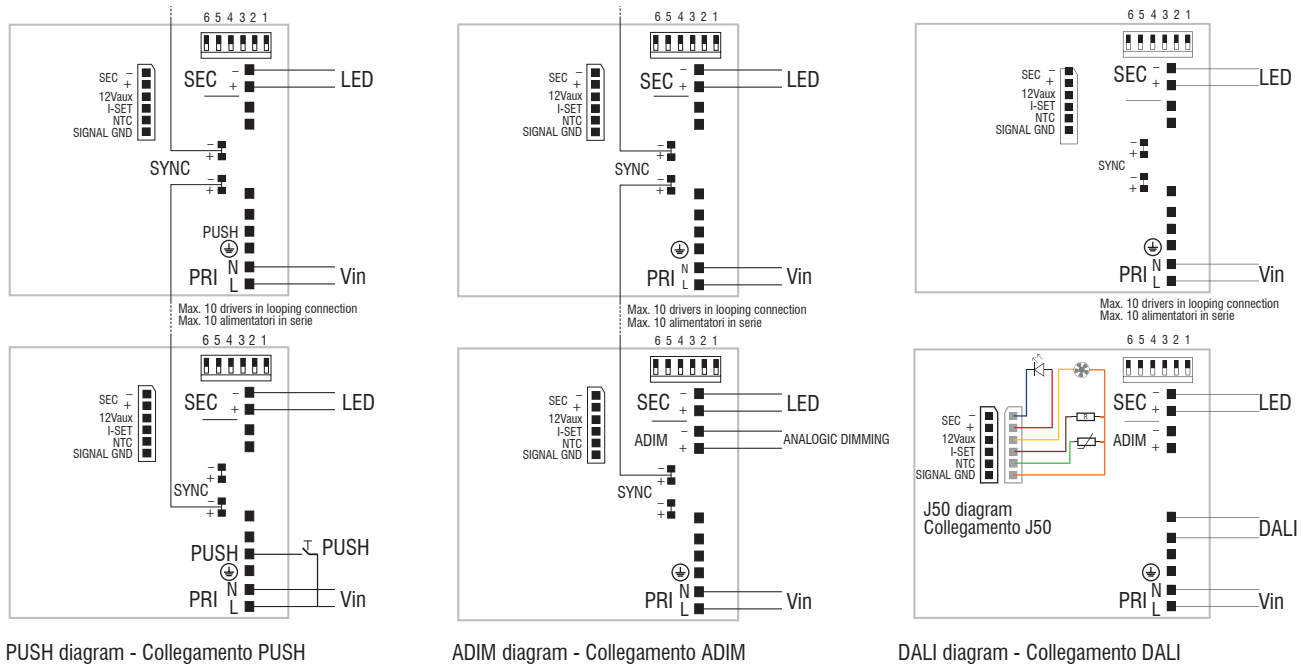 6 5 4 3 2 1
SEC −
+
12Vaux
I-SET
NTC
SIGNAL GND
SEC −
+
LED
−
+
SYNC
−
+
PUSH
PRI N
L
Vin
Max. 10 drivers in looping connection
Max. 10 alimentatori in serie
6 5 4 3 2 1
SEC −
+
12Vaux
I-SET
NTC
SIGNAL GND
SEC −
+
LED
−
+
SYNC
−
+
PUSH
PUSH
PRI N
L
Vin
PUSH diagram - Collegamento PUSH
6 5 4 3 2 1
SEC −
+
12Vaux
I-SET
NTC
SIGNAL GND
SEC −
+
LED
−
+
SYNC
−
+
PRI N
L
Vin
Max. 10 drivers in looping connection
Max. 10 alimentatori in serie
6 5 4 3 2 1
SEC −
+
12Vaux
I-SET
NTC
SIGNAL GND
SEC −
+
LED
ADIM −
+
ANALOGIC DIMMING
−
+
SYNC
−
+
PRI N
L
Vin
ADIM diagram - Collegamento ADIM
6 5 4 3 2 1
SEC −
+
12Vaux
I-SET
NTC
SIGNAL GND
SEC −
+
LED
−
+
SYNC
−
+
PRI N
L
Vin
Max. 10 drivers in looping connection
Max. 10 alimentatori in serie
6 5 4 3 2 1
SEC −
+
12Vaux
I-SET
NTC
SIGNAL GND
R
SEC −
+
LED
ADIM −
+
J50 diagram
Collegamento J50
DALI
PRI N
L
Vin
DALI diagram - Collegamento DALI